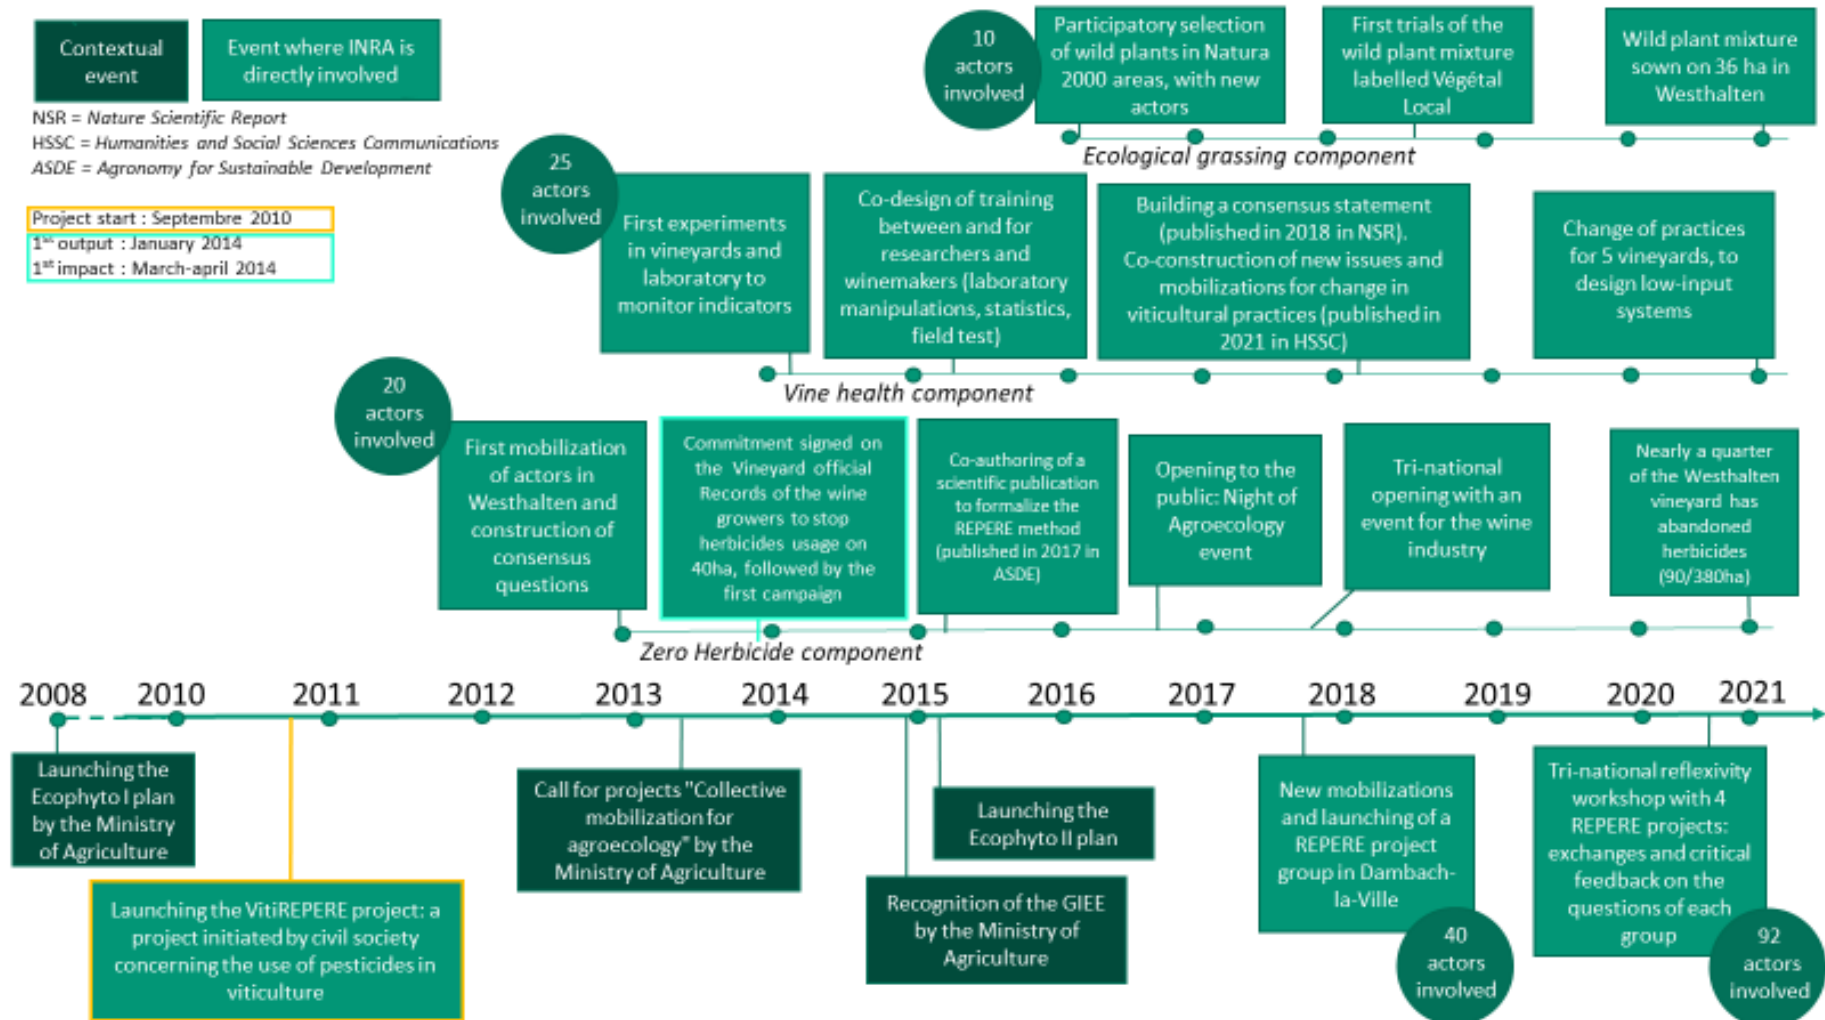 Contextual
event
Event where INRA is
directly involved
NSR = Nature Scientific Report
HSSC = Humanities and Social Sciences Communications
ASDE = Agronomy for Sustainable Development
Project start : Septembre 2010
1st output : January 2014
1st impact : March-april 2014
10
actors
involved
Participatory selection
of wild plants in Natura
2000 areas, with new
actors
First trials of the
wild plant mixture
labelled Végétal
Local
Wild plant mixture
sown on 36 ha in
Westhalten
Ecological grassing component
25
actors
involved
First experiments
in vineyards and
laboratory to
monitor indicators
Co-design of training
between and for
researchers and
winemakers (laboratory
manipulations, statistics,
field test)
Building a consensus statement
(published in 2018 in NSR).
Co-construction of new issues and
mobilizations for change in
viticultural practices (published in
2021 in HSSC)
Change of practices
for 5 vineyards, to
design low-input
systems
Vine health component
20
actors
involved
First mobilization
of actors in
Westhalten and
construction of
consensus
questions
Commitment signed on
the Vineyard official
Records of the wine
growers to stop
herbicides usage on
40ha, followed by the
first campaign
Co-authoring of a
scientific publication
to formalize the
REPERE method
(published in 2017 in
ASDE)
Opening to the
public: Night of
Agroecology
event
Tri-national
opening with an
event for the wine
industry
Nearly a quarter
of the Westhalten
vineyard has
abandoned
herbicides
(90/380ha)
Zero Herbicide component
2008 2010 2011 2012 2013 2014 2015 2016 2017 2018 2019 2020 2021
Launching the
Ecophyto I plan
by the Ministry
of Agriculture
Launching the VitiREPERE project: a
project initiated by civil society
concerning the use of pesticides in
viticulture
Call for projects "Collective
mobilization for
agroecology" by the
Ministry of Agriculture
Launching the
Ecophyto II plan
Recognition of the GIEE
by the Ministry of
Agriculture
New mobilizations
and launching of a
REPERE project
group in Dambach-
la-Ville
40
actors
involved
Tri-national reflexivity
workshop with 4
REPERE projects:
exchanges and critical
feedback on the
questions of each
group
92
actors
involved